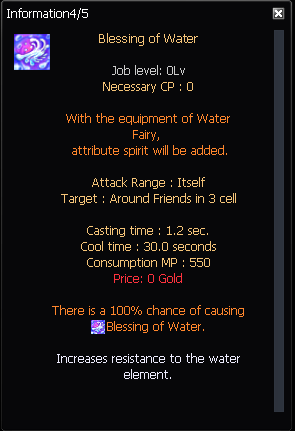 Information4/5
Blessing of Water
Job level: 0Lv
Necessary CP : 0
With the equipment of Water
Fairy,
attribute spirit will be added.
Attack Range : Itself
Target : Around Friends in 3 cell
Casting time : 1.2 sec.
Cool time : 30.0 seconds
Consumption MP : 550
Price: 0 Gold
There is a 100% chance of causing
Blessing of Water.
Increases resistance to the water
element.